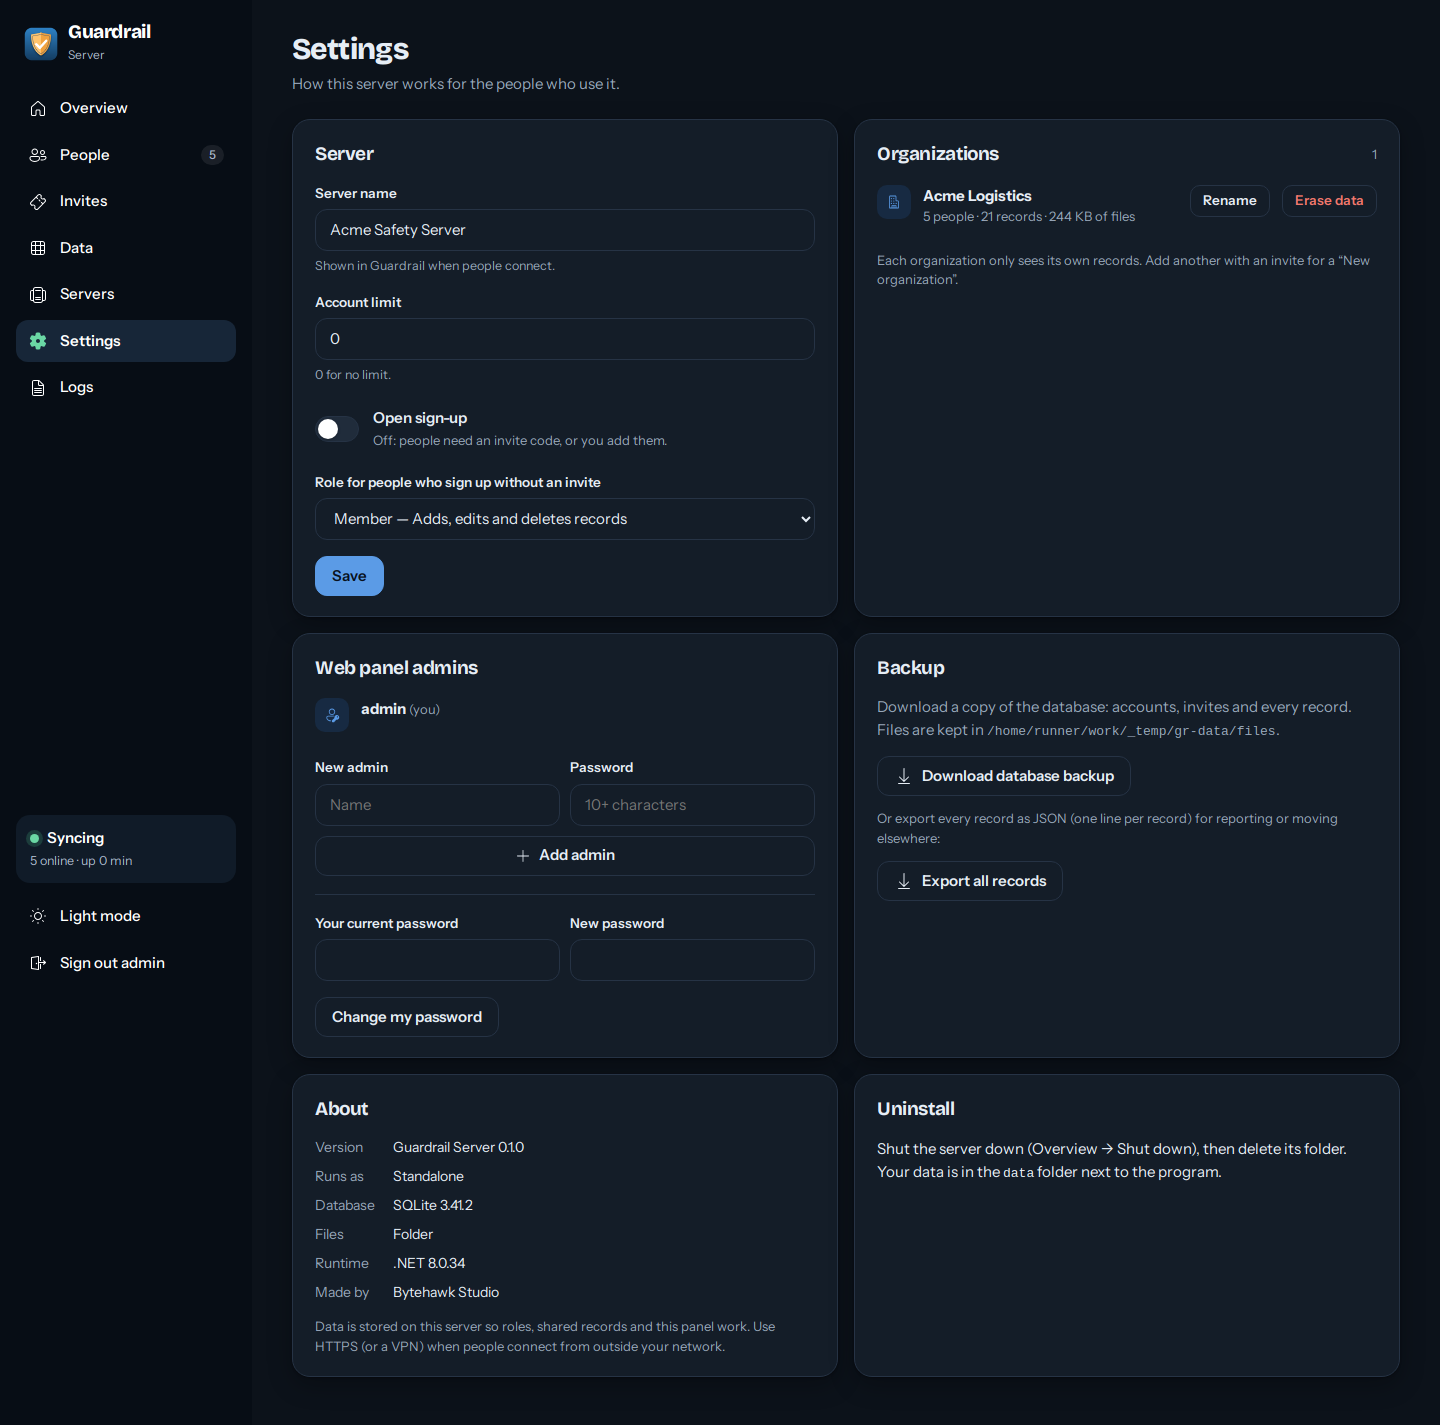 Guardrail
Server
Overview
People 5
Invites
Data
Servers
Settings
Logs
Syncing
5 online · up 0 min
Light mode
Sign out admin
Settings
How this server works for the people who use it.
Server
Server name
Acme Safety Server
Shown in Guardrail when people connect.
Account limit
0
0 for no limit.
Open sign-up
Off: people need an invite code, or you add them.
Role for people who sign up without an invite
Member — Adds, edits and deletes records
Save
Organizations 1
Acme Logistics
5 people · 21 records · 244 KB of files
Rename
Erase data
Each organization only sees its own records. Add another with an invite for a “New
organization”.
Web panel admins
admin (you)
New admin
Password
Name
10+ characters
Add admin
Your current password
New password
Change my password
Backup
Download a copy of the database: accounts, invites and every record.
Files are kept in /home/runner/work/_temp/gr-data/files.
Download database backup
Or export every record as JSON (one line per record) for reporting or moving
elsewhere:
Export all records
About
Version Guardrail Server 0.1.0
Runs as Standalone
Database SQLite 3.41.2
Files Folder
Runtime .NET 8.0.34
Made by Bytehawk Studio
Data is stored on this server so roles, shared records and this panel work. Use
HTTPS (or a VPN) when people connect from outside your network.
Uninstall
Shut the server down (Overview → Shut down), then delete its folder.
Your data is in the data folder next to the program.